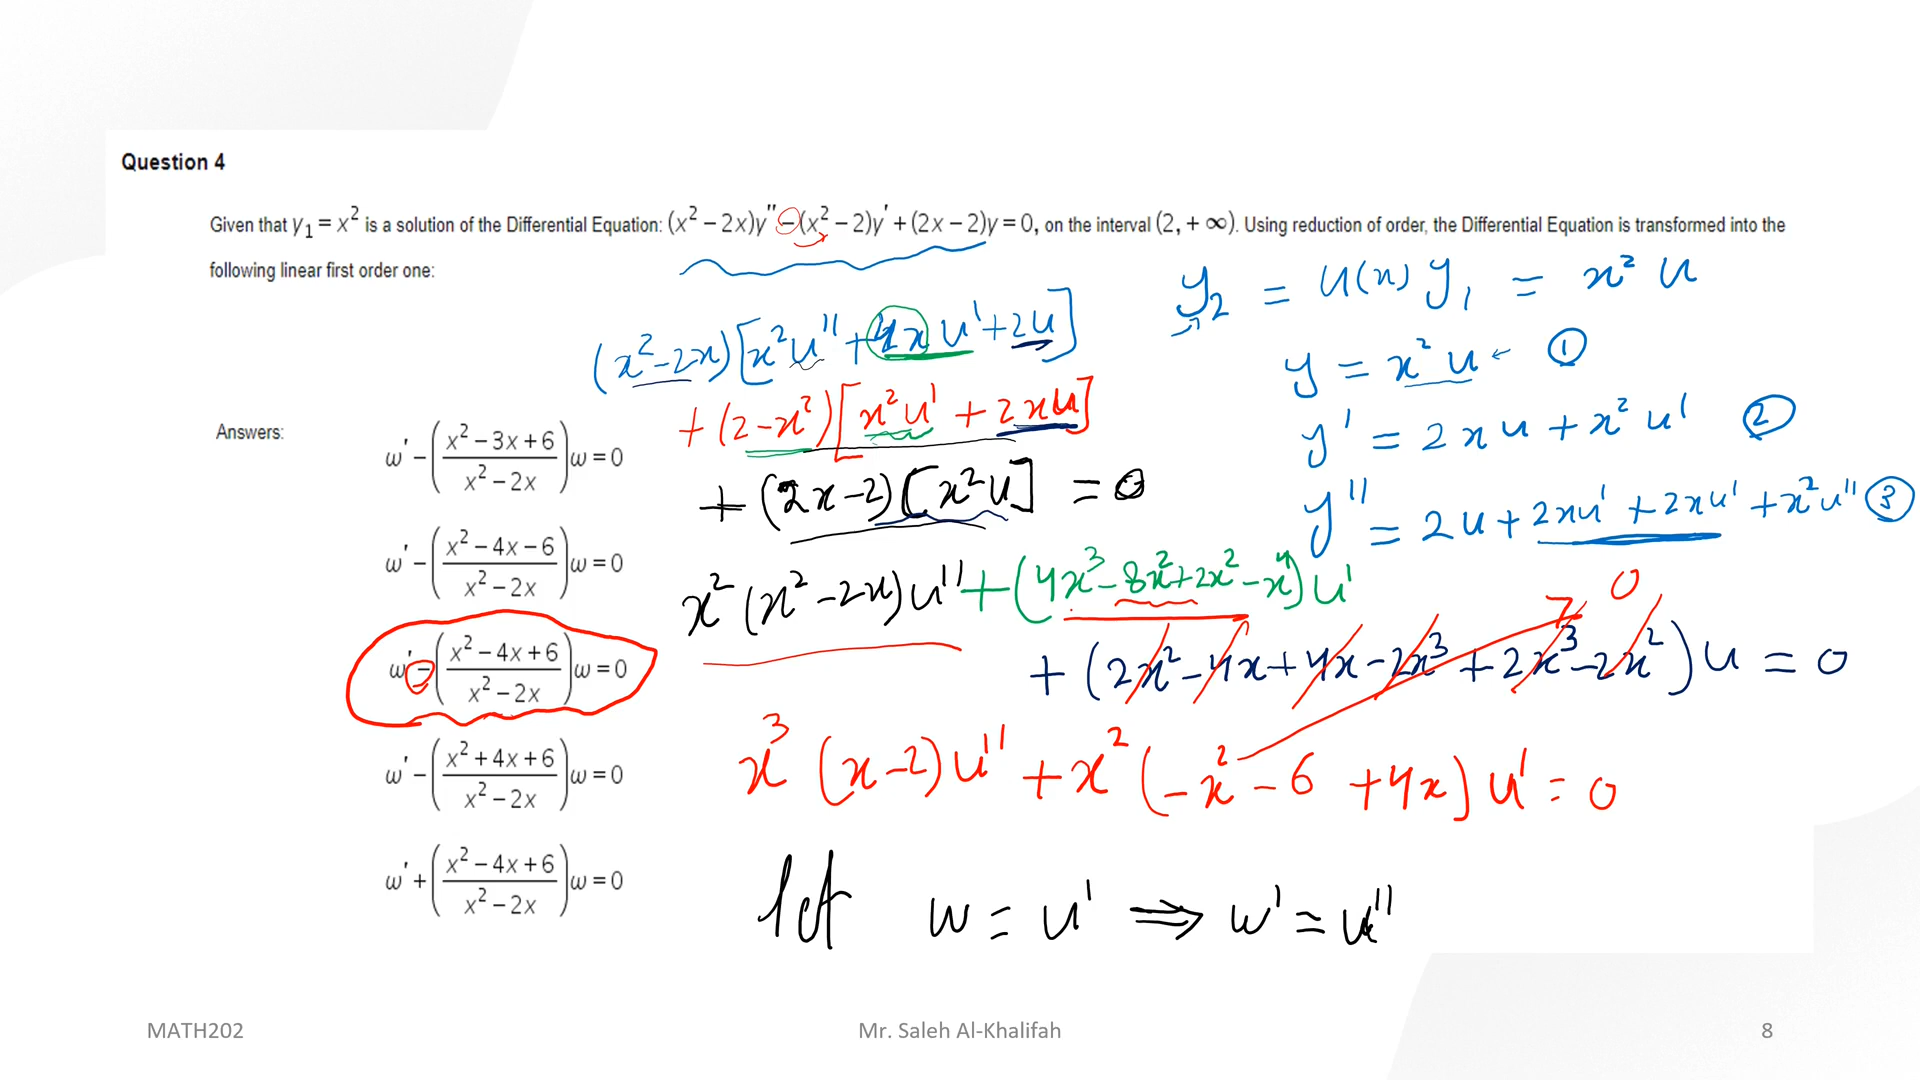 Question 4
Given that y₁ = x² is a solution of the Differential Equation: (x² − 2x)y" −(x² − 2)y' + (2x − 2)y = 0, on the interval (2, + ∞). Using reduction of order, the Differential Equation is transformed into the
following linear first order one:
y₂ = u(x) y₁ = x² u
(x²−2x)[x²u'' + 4x u' + 2u]
y = x² u ← ①
+ (2−x²)[x²u' + 2xu]
y' = 2xu + x² u' ②
+ (2x−2)[x²u] = 0
y'' = 2u + 2xu' + 2xu' + x²u'' ③
x² (x²−2x)u'' + (4x³ − 8x² + 2x² − x⁴)u'
0
+ (2x² − 4x + 4x − 2x³ + 2x³ − 2x²)u = 0
x³ (x−2)u'' + x² (−x² − 6 + 4x)u' = 0
let w = u' ⇒ w' = u''
Answers:
ω' − ((x² − 3x + 6)/(x² − 2x))ω = 0
ω' − ((x² − 4x − 6)/(x² − 2x))ω = 0
ω' − ((x² − 4x + 6)/(x² − 2x))ω = 0
ω' − ((x² + 4x + 6)/(x² − 2x))ω = 0
ω' + ((x² − 4x + 6)/(x² − 2x))ω = 0
MATH202
Mr. Saleh Al-Khalifah
8